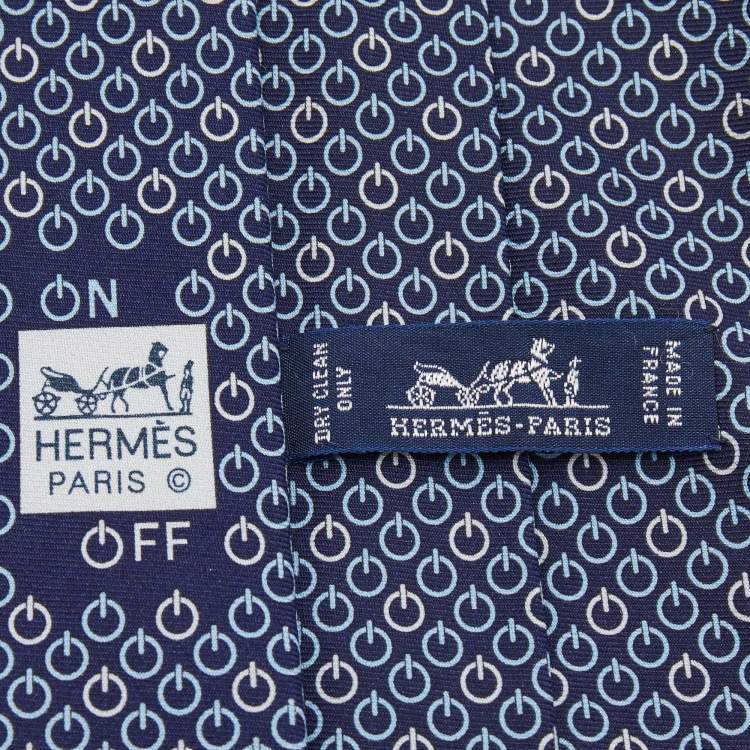 ON
HERMÈS
PARIS ©
OFF
DRY CLEAN
ONLY
HERMÈS-PARIS
MADE IN
FRANCE